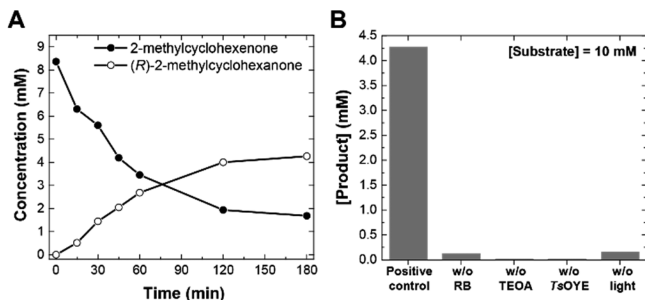 A
2-methylcyclohexenone
(R)-2-methylcyclohexanone
Concentration (mM)
9
8
7
6
5
4
3
2
1
0
0 30 60 90 120 150 180
Time (min)
B
[Substrate] = 10 mM
[Product] (mM)
4.5
4.0
3.5
3.0
2.5
2.0
1.5
1.0
0.5
0.0
Positive w/o w/o w/o w/o
control RB TEOA TsOYE light